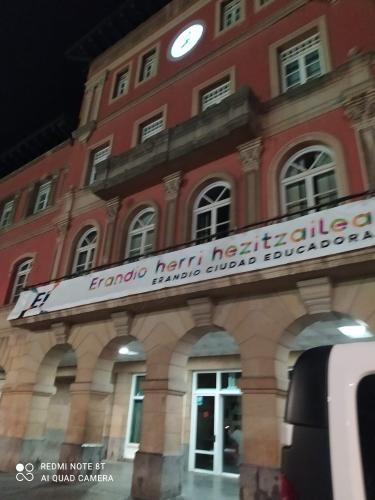 Erandio herri hezitzailea
ERANDIO CIUDAD EDUCADORA
REDMI NOTE 8T
AI QUAD CAMERA